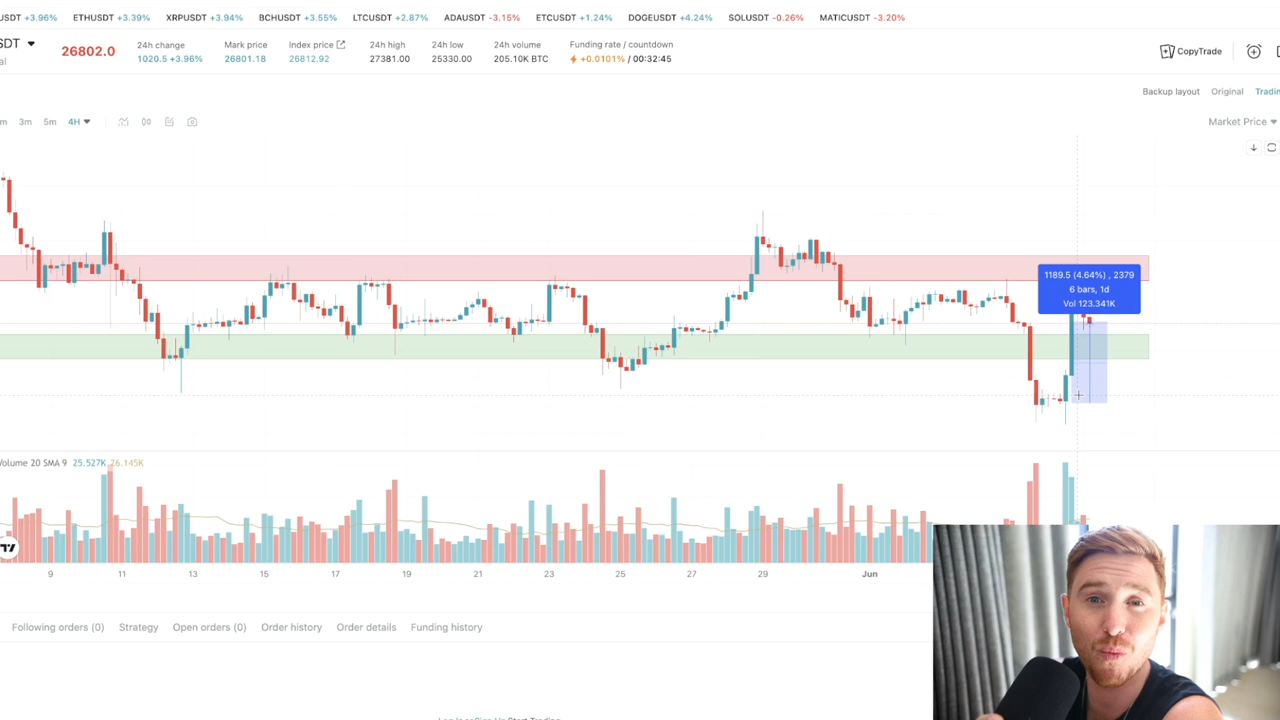 USDT +3.96% ETHUSDT +3.39% XRPUSDT +3.94% BCHUSDT +3.55% LTCUSDT +2.87% ADAUSDT -3.15% ETCUSDT +1.24% DOGEUSDT +4.24% SOLUSDT -0.26% MATICUSDT -3.20%
SDT 26802.0 24h change Mark price Index price 24h high 24h low 24h volume Funding rate / countdown
al 1020.5 +3.96% 26801.18 26812.92 27381.00 25330.00 205.10K BTC +0.0101% / 00:32:45
CopyTrade
Backup layout Original Tradin
m 3m 5m 4H Market Price
1189.5 (4.64%) , 2379
6 bars, 1d
Vol 123.341K
Volume 20 SMA 9 25.527K 26.145K
9 11 13 15 17 19 21 23 25 27 29 Jun
Following orders (0) Strategy Open orders (0) Order history Order details Funding history
Start Trading